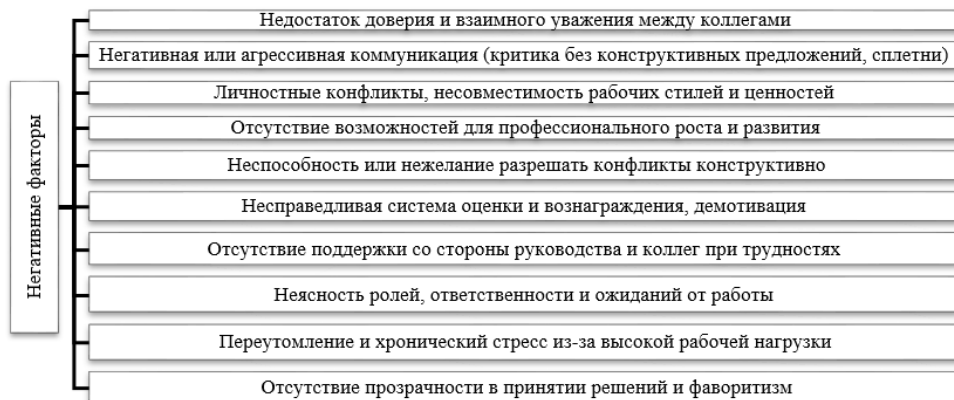 Негативные факторы
Недостаток доверия и взаимного уважения между коллегами
Негативная или агрессивная коммуникация (критика без конструктивных предложений, сплетни)
Личностные конфликты, несовместимость рабочих стилей и ценностей
Отсутствие возможностей для профессионального роста и развития
Неспособность или нежелание разрешать конфликты конструктивно
Несправедливая система оценки и вознаграждения, демотивация
Отсутствие поддержки со стороны руководства и коллег при трудностях
Неясность ролей, ответственности и ожиданий от работы
Переутомление и хронический стресс из-за высокой рабочей нагрузки
Отсутствие прозрачности в принятии решений и фаворитизм